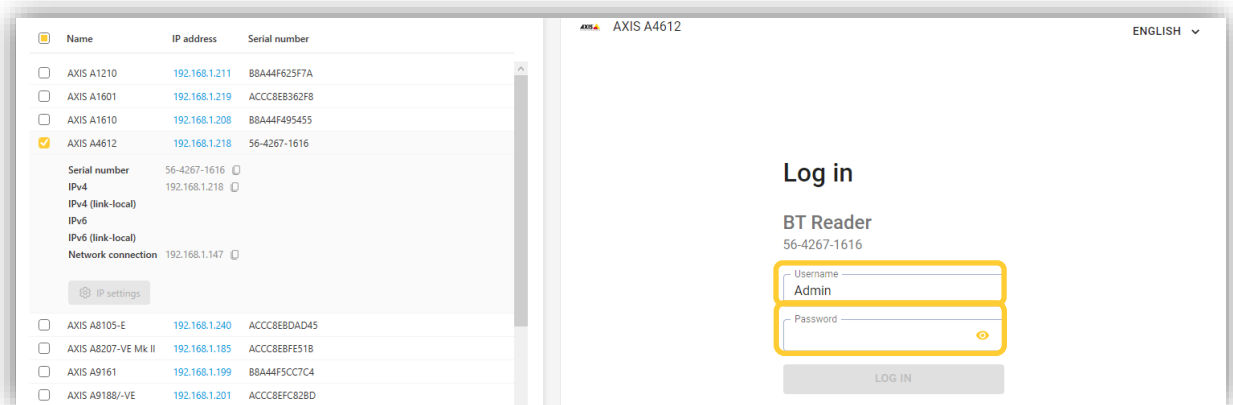 Name IP address Serial number
AXIS A1210 192.168.1.211 B8A44F625F7A
AXIS A1601 192.168.1.219 ACCC8EB362F8
AXIS A1610 192.168.1.208 B8A44F495455
AXIS A4612 192.168.1.218 56-4267-1616
Serial number 56-4267-1616
IPv4 192.168.1.218
IPv4 (link-local)
IPv6
IPv6 (link-local)
Network connection 192.168.1.147
IP settings
AXIS A8105-E 192.168.1.240 ACCC8EBDAD45
AXIS A8207-VE Mk II 192.168.1.185 ACCC8EBFE51B
AXIS A9161 192.168.1.199 B8A44F5CC7C4
AXIS A9188/-VE 192.168.1.201 ACCC8EFC82BD
AXIS AXIS A4612
ENGLISH
Log in
BT Reader
56-4267-1616
Username
Admin
Password
LOG IN